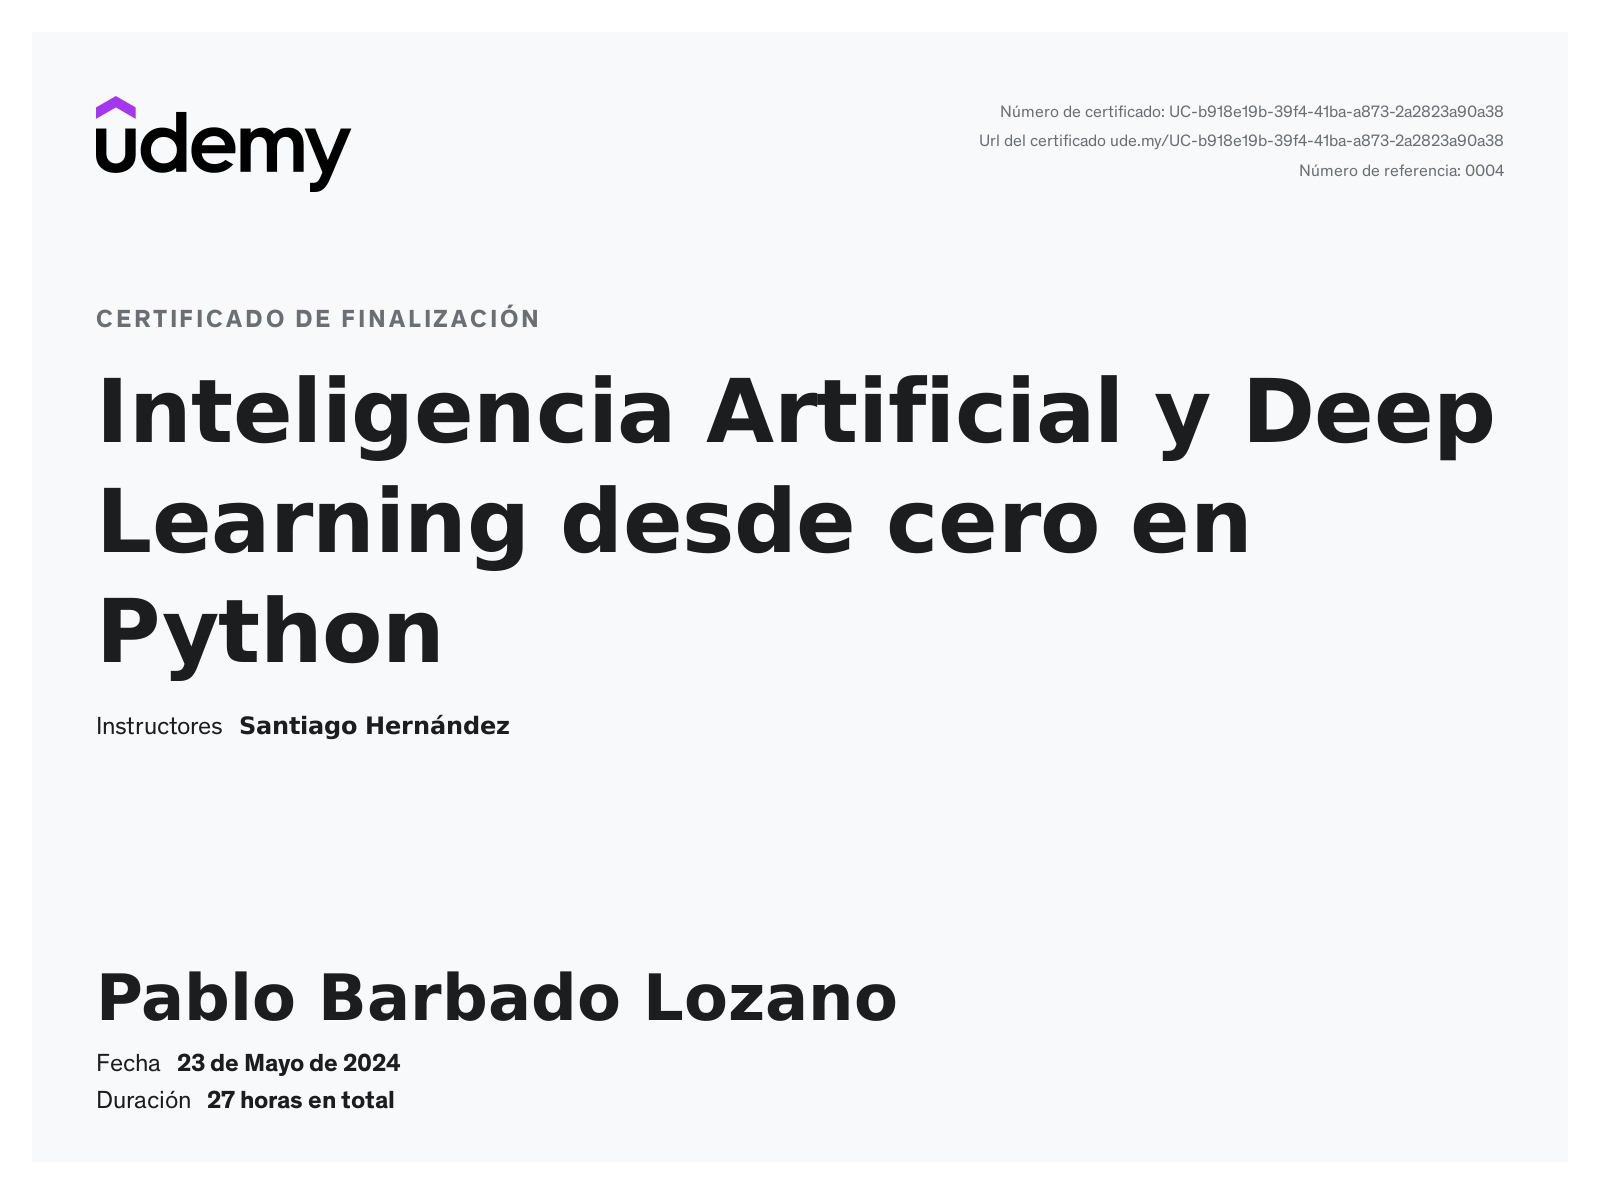 udemy
Número de certificado: UC-b918e19b-39f4-41ba-a873-2a2823a90a38
Url del certificado ude.my/UC-b918e19b-39f4-41ba-a873-2a2823a90a38
Número de referencia: 0004
CERTIFICADO DE FINALIZACIÓN
Inteligencia Artificial y Deep
Learning desde cero en
Python
Instructores Santiago Hernández
Pablo Barbado Lozano
Fecha 23 de Mayo de 2024
Duración 27 horas en total